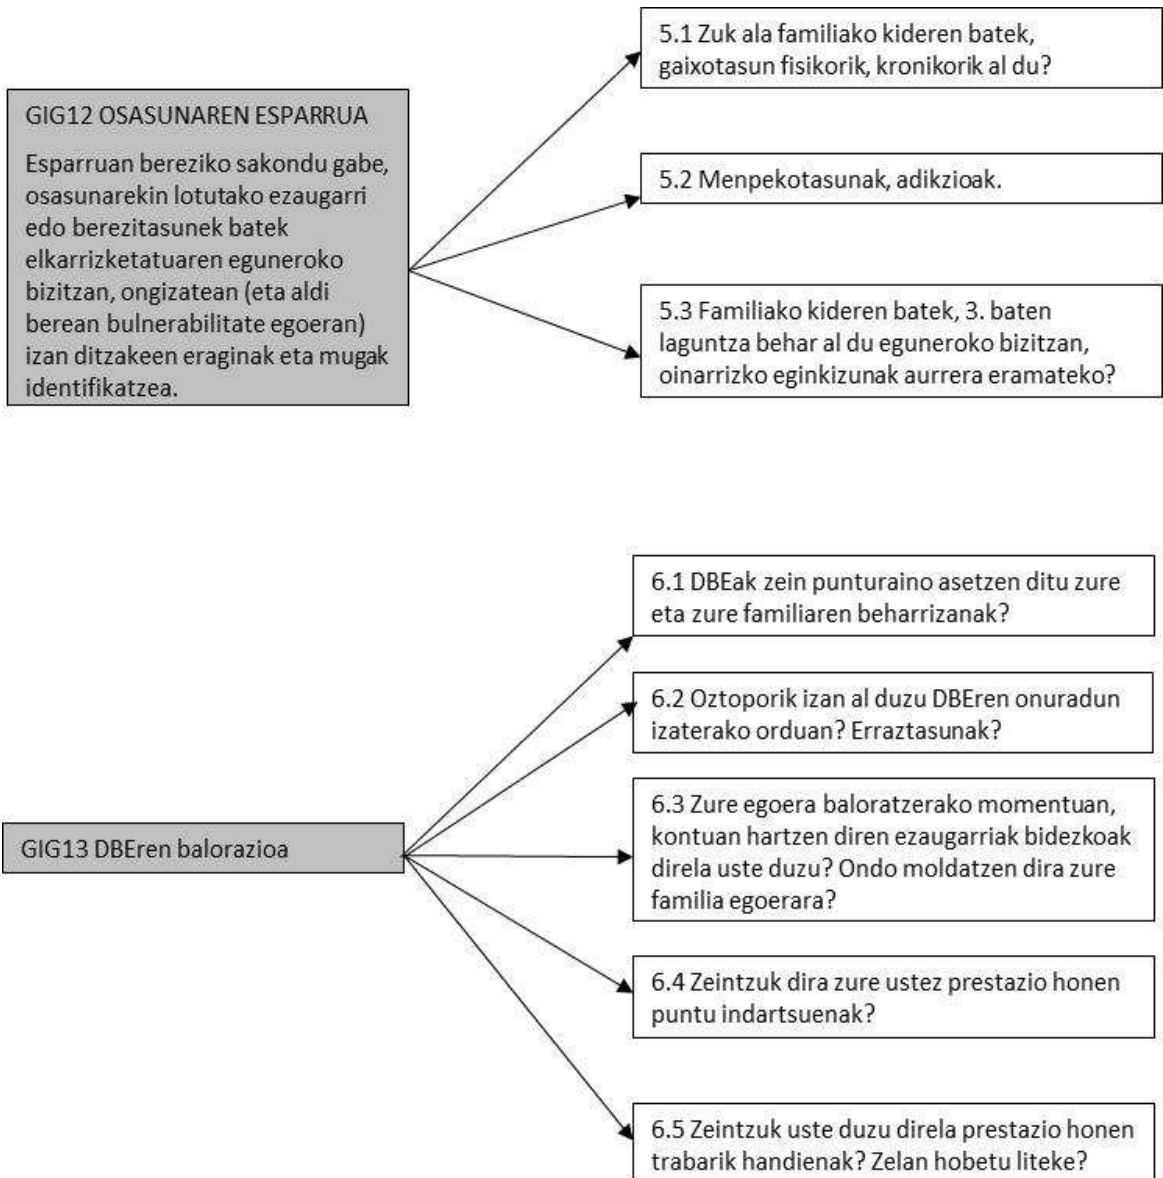 GIG12 OSASUNAREN ESPARRUA
Esparruan bereziko sakondu gabe,
osasunarekin lotutako ezaugarri
edo berezitasunek batek
elkarrizketatuaren eguneroko
bizitzan, ongizatean (eta aldi
berean bulnerabilitate egoeran)
izan ditzakeen eraginak eta mugak
identifikatzea.
5.1 Zuk ala familiako kideren batek,
gaixotasun fisikorik, kronikorik al du?
5.2 Menpekotasunak, adikzioak.
5.3 Familiako kideren batek, 3. baten
laguntza behar al du eguneroko bizitzan,
oinarrizko eginkizunak aurrera eramateko?
GIG13 DBEren balorazioa
6.1 DBEak zein punturaino asetzen ditu zure
eta zure familiaren beharrizanak?
6.2 Oztoporik izan al duzu DBEren onuradun
izaterako orduan? Erraztasunak?
6.3 Zure egoera baloratzerako momentuan,
kontuan hartzen diren ezaugarriak bidezkoak
direla uste duzu? Ondo moldatzen dira zure
familia egoerara?
6.4 Zeintzuk dira zure ustez prestazio honen
puntu indartsuenak?
6.5 Zeintzuk uste duzu direla prestazio honen
trabarik handienak? Zelan hobetu liteke?